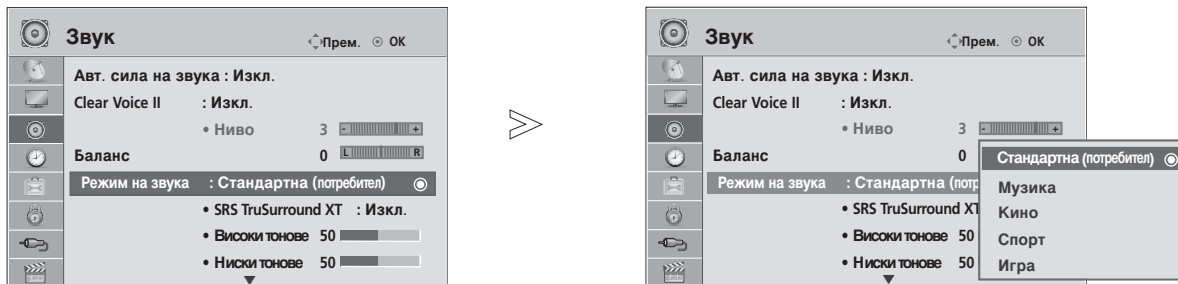 Звук Прем. OK
Авт. сила на звука : Изкл.
Clear Voice II : Изкл.
• Ниво 3 - +
Баланс 0 L R
Режим на звука : Стандартна (потребител)
• SRS TruSurround XT : Изкл.
• Високи тонове 50
• Ниски тонове 50
>
Звук Прем. OK
Авт. сила на звука : Изкл.
Clear Voice II : Изкл.
• Ниво 3 - +
Баланс 0
Режим на звука : Стандартна (потр
• SRS TruSurround XT
• Високи тонове 50
• Ниски тонове 50
Стандартна (потребител)
Музика
Кино
Спорт
Игра